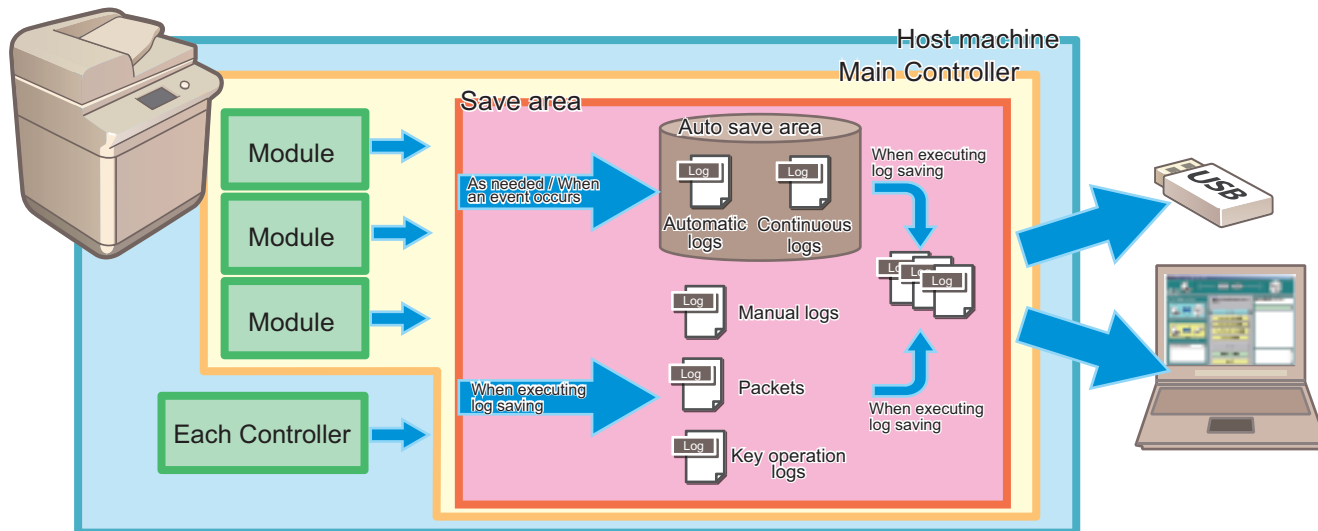 Host machine
Main Controller
Save area
Module
Module
Module
Each Controller
As needed / When
an event occurs
When executing
log saving
Auto save area
Log
Log
Automatic
logs
Continuous
logs
Log
Manual logs
Log
Packets
Log
Key operation
logs
When executing
log saving
Log
Log
Log
When executing
log saving
USB